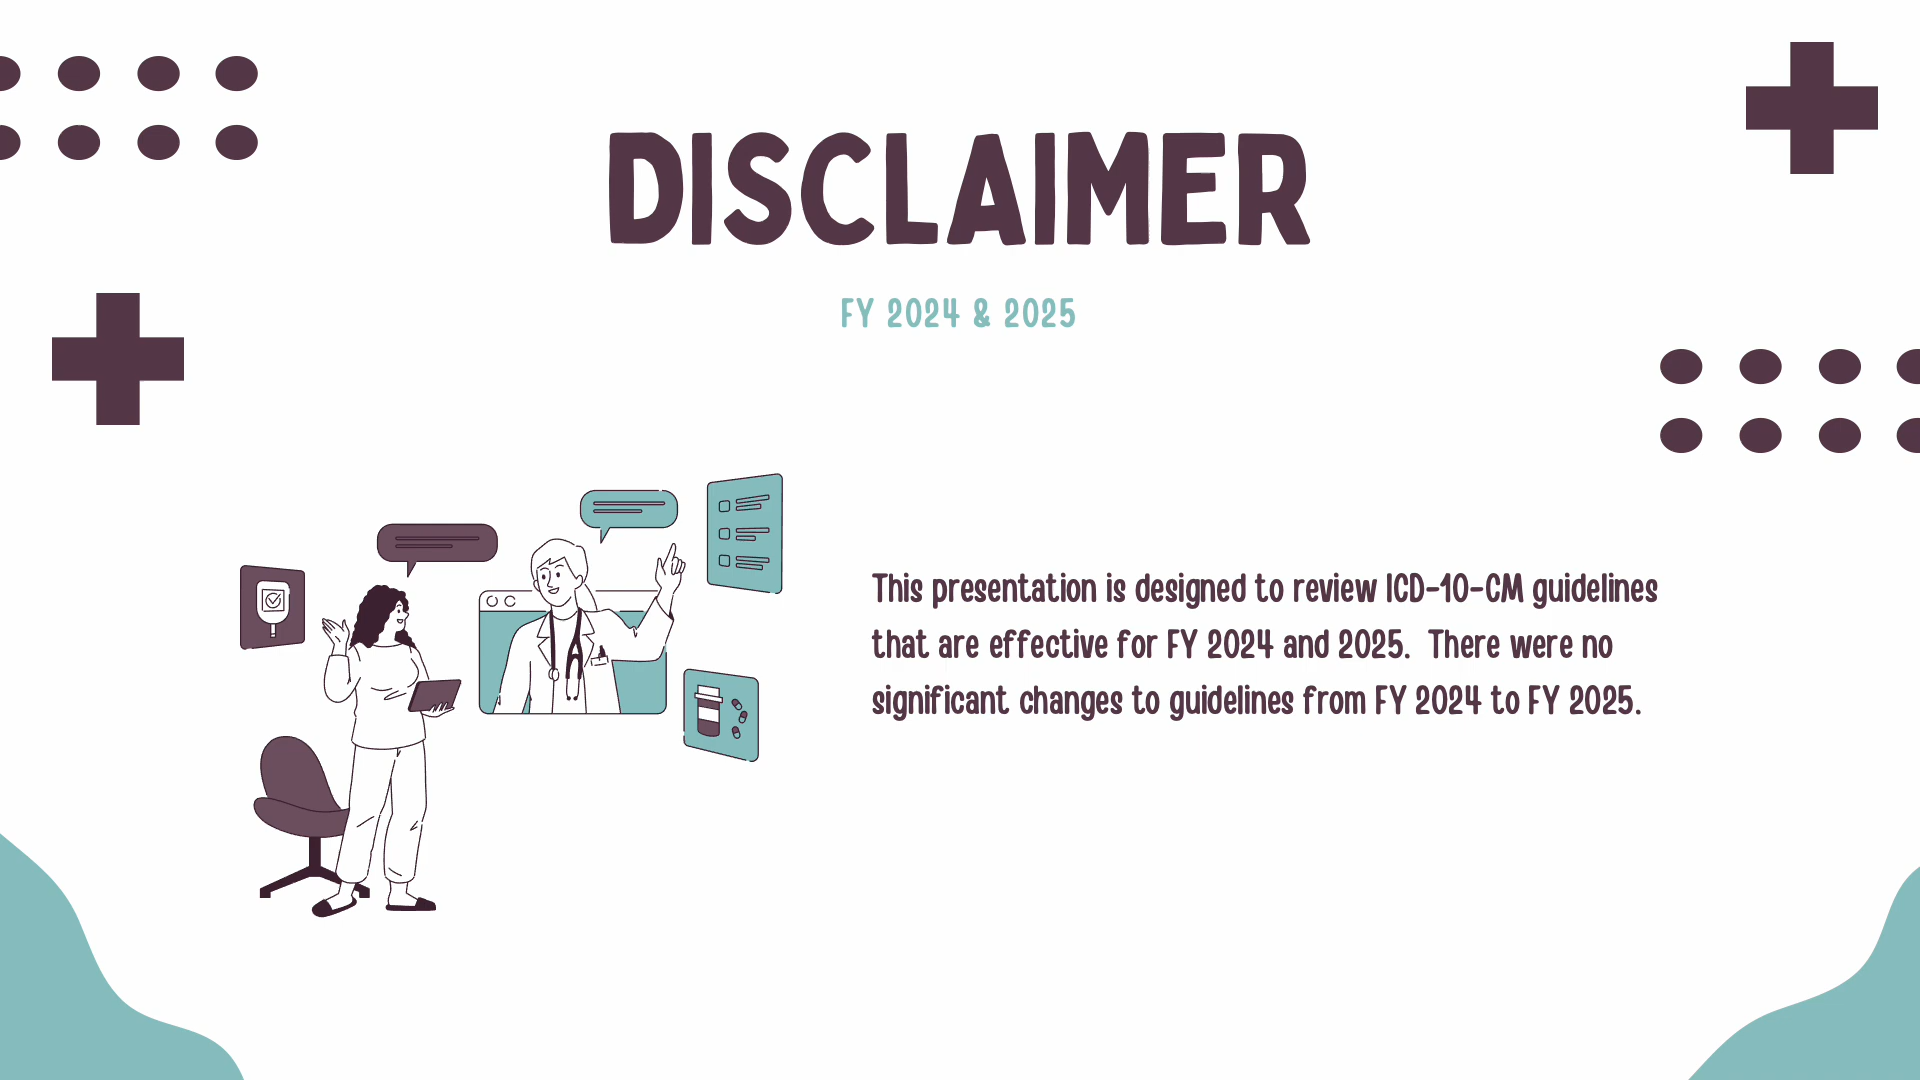 DISCLAIMER
FY 2024 & 2025
This presentation is designed to review ICD-10-CM guidelines
that are effective for FY 2024 and 2025.  There were no
significant changes to guidelines from FY 2024 to FY 2025.